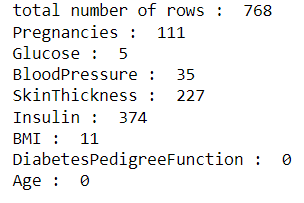 total number of rows :  768
Pregnancies :  111
Glucose :  5
BloodPressure :  35
SkinThickness :  227
Insulin :  374
BMI :  11
DiabetesPedigreeFunction :  0
Age :  0